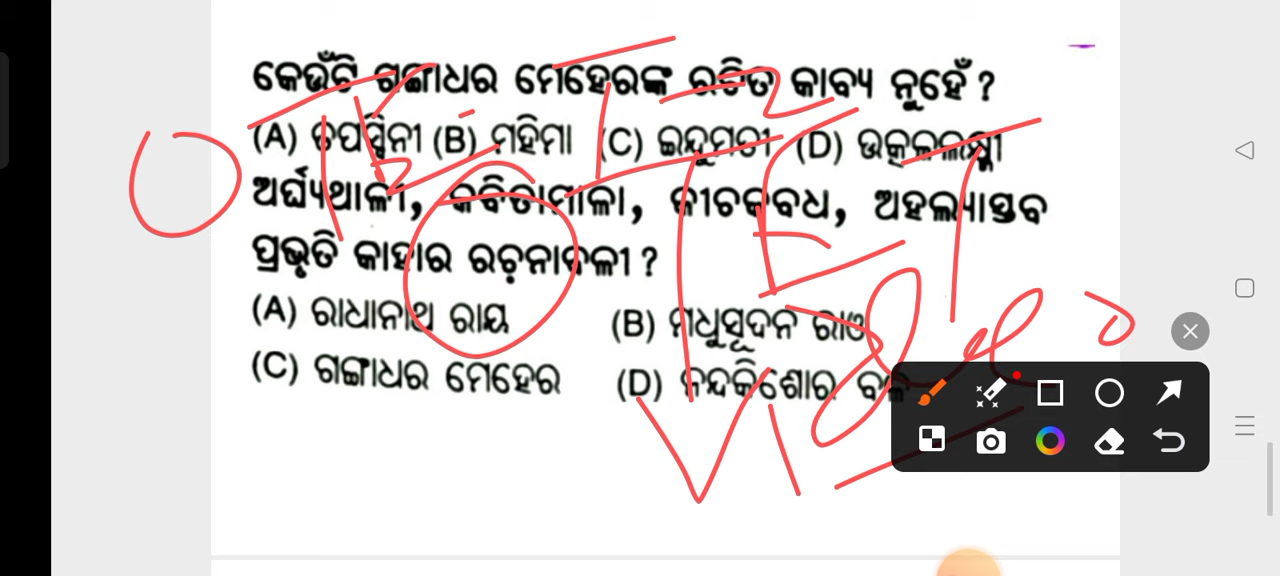 କେଉଁଟି ଗଙ୍ଗାଧର ମେହେରଙ୍କ ରଚିତ କାବ୍ୟ ନୁହେଁ ?
(A) ତପସ୍ୱିନୀ (B) ମହିମା (C) ଇନ୍ଦୁମତୀ (D) ଉତ୍କଳଲକ୍ଷ୍ମୀ
ଅର୍ଘ୍ୟଥାଳୀ, କବିତାମାଳା, କୀଚକବଧ, ଅହଲ୍ୟାସ୍ତବ
ପ୍ରଭୃତି କାହାର ରଚନାବଳୀ ?
(A) ରାଧାନାଥ ରାୟ (B) ମଧୁସୂଦନ ରାଓ
(C) ଗଙ୍ଗାଧର ମେହେର (D) ନନ୍ଦକିଶୋର ବଳ